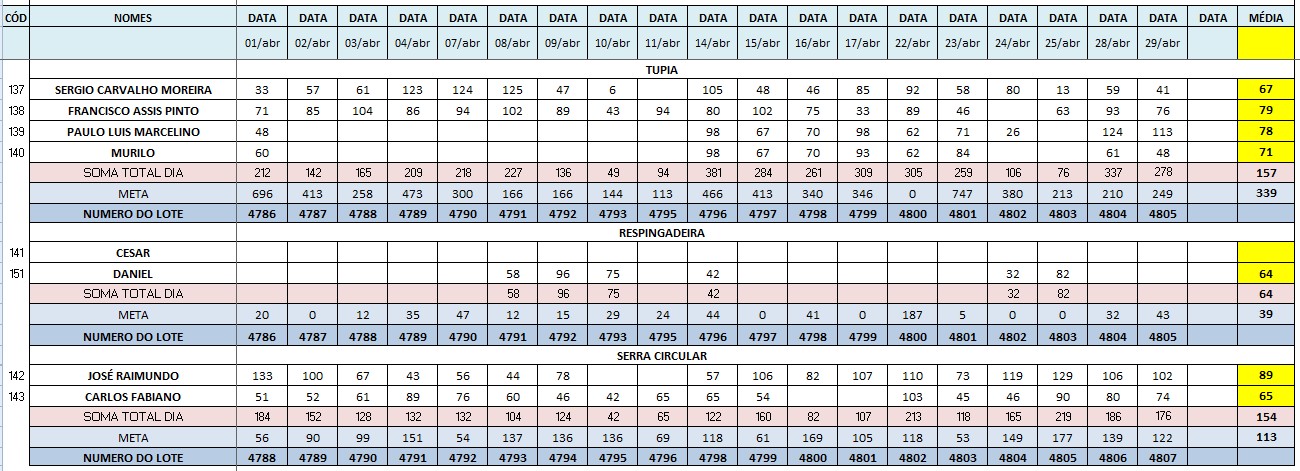 CÓD NOMES DATA DATA DATA DATA DATA DATA DATA DATA DATA DATA DATA DATA DATA DATA DATA DATA DATA DATA DATA DATA MÉDIA
01/abr 02/abr 03/abr 04/abr 07/abr 08/abr 09/abr 10/abr 11/abr 14/abr 15/abr 16/abr 17/abr 22/abr 23/abr 24/abr 25/abr 28/abr 29/abr
TUPIA
137 SERGIO CARVALHO MOREIRA 33 57 61 123 124 125 47 6 105 48 46 85 92 58 80 13 59 41 67
138 FRANCISCO ASSIS PINTO 71 85 104 86 94 102 89 43 94 80 102 75 33 89 46 63 93 76 79
139 PAULO LUIS MARCELINO 48 98 67 70 98 62 71 26 124 113 78
140 MURILO 60 98 67 70 93 62 84 61 48 71
SOMA TOTAL DIA 212 142 165 209 218 227 136 49 94 381 284 261 309 305 259 106 76 337 278 157
META 696 413 258 473 300 166 166 144 113 466 413 340 346 0 747 380 213 210 249 339
NUMERO DO LOTE 4786 4787 4788 4789 4790 4791 4792 4793 4795 4796 4797 4798 4799 4800 4801 4802 4803 4804 4805
RESPINGADEIRA
141 CESAR
151 DANIEL 58 96 75 42 32 82 64
SOMA TOTAL DIA 58 96 75 42 32 82 64
META 20 0 12 35 47 12 15 29 24 44 0 41 0 187 5 0 0 32 43 39
NUMERO DO LOTE 4786 4787 4788 4789 4790 4791 4792 4793 4795 4796 4797 4798 4799 4800 4801 4802 4803 4804 4805
SERRA CIRCULAR
142 JOSÉ RAIMUNDO 133 100 67 43 56 44 78 57 106 82 107 110 73 119 129 106 102 89
143 CARLOS FABIANO 51 52 61 89 76 60 46 42 65 65 54 103 45 46 90 80 74 65
SOMA TOTAL DIA 184 152 128 132 132 104 124 42 65 122 160 82 107 213 118 165 219 186 176 154
META 56 90 99 151 54 137 136 136 69 118 61 169 105 118 53 149 177 139 122 113
NUMERO DO LOTE 4788 4789 4790 4791 4792 4793 4794 4795 4796 4798 4799 4800 4801 4802 4803 4804 4805 4806 4807